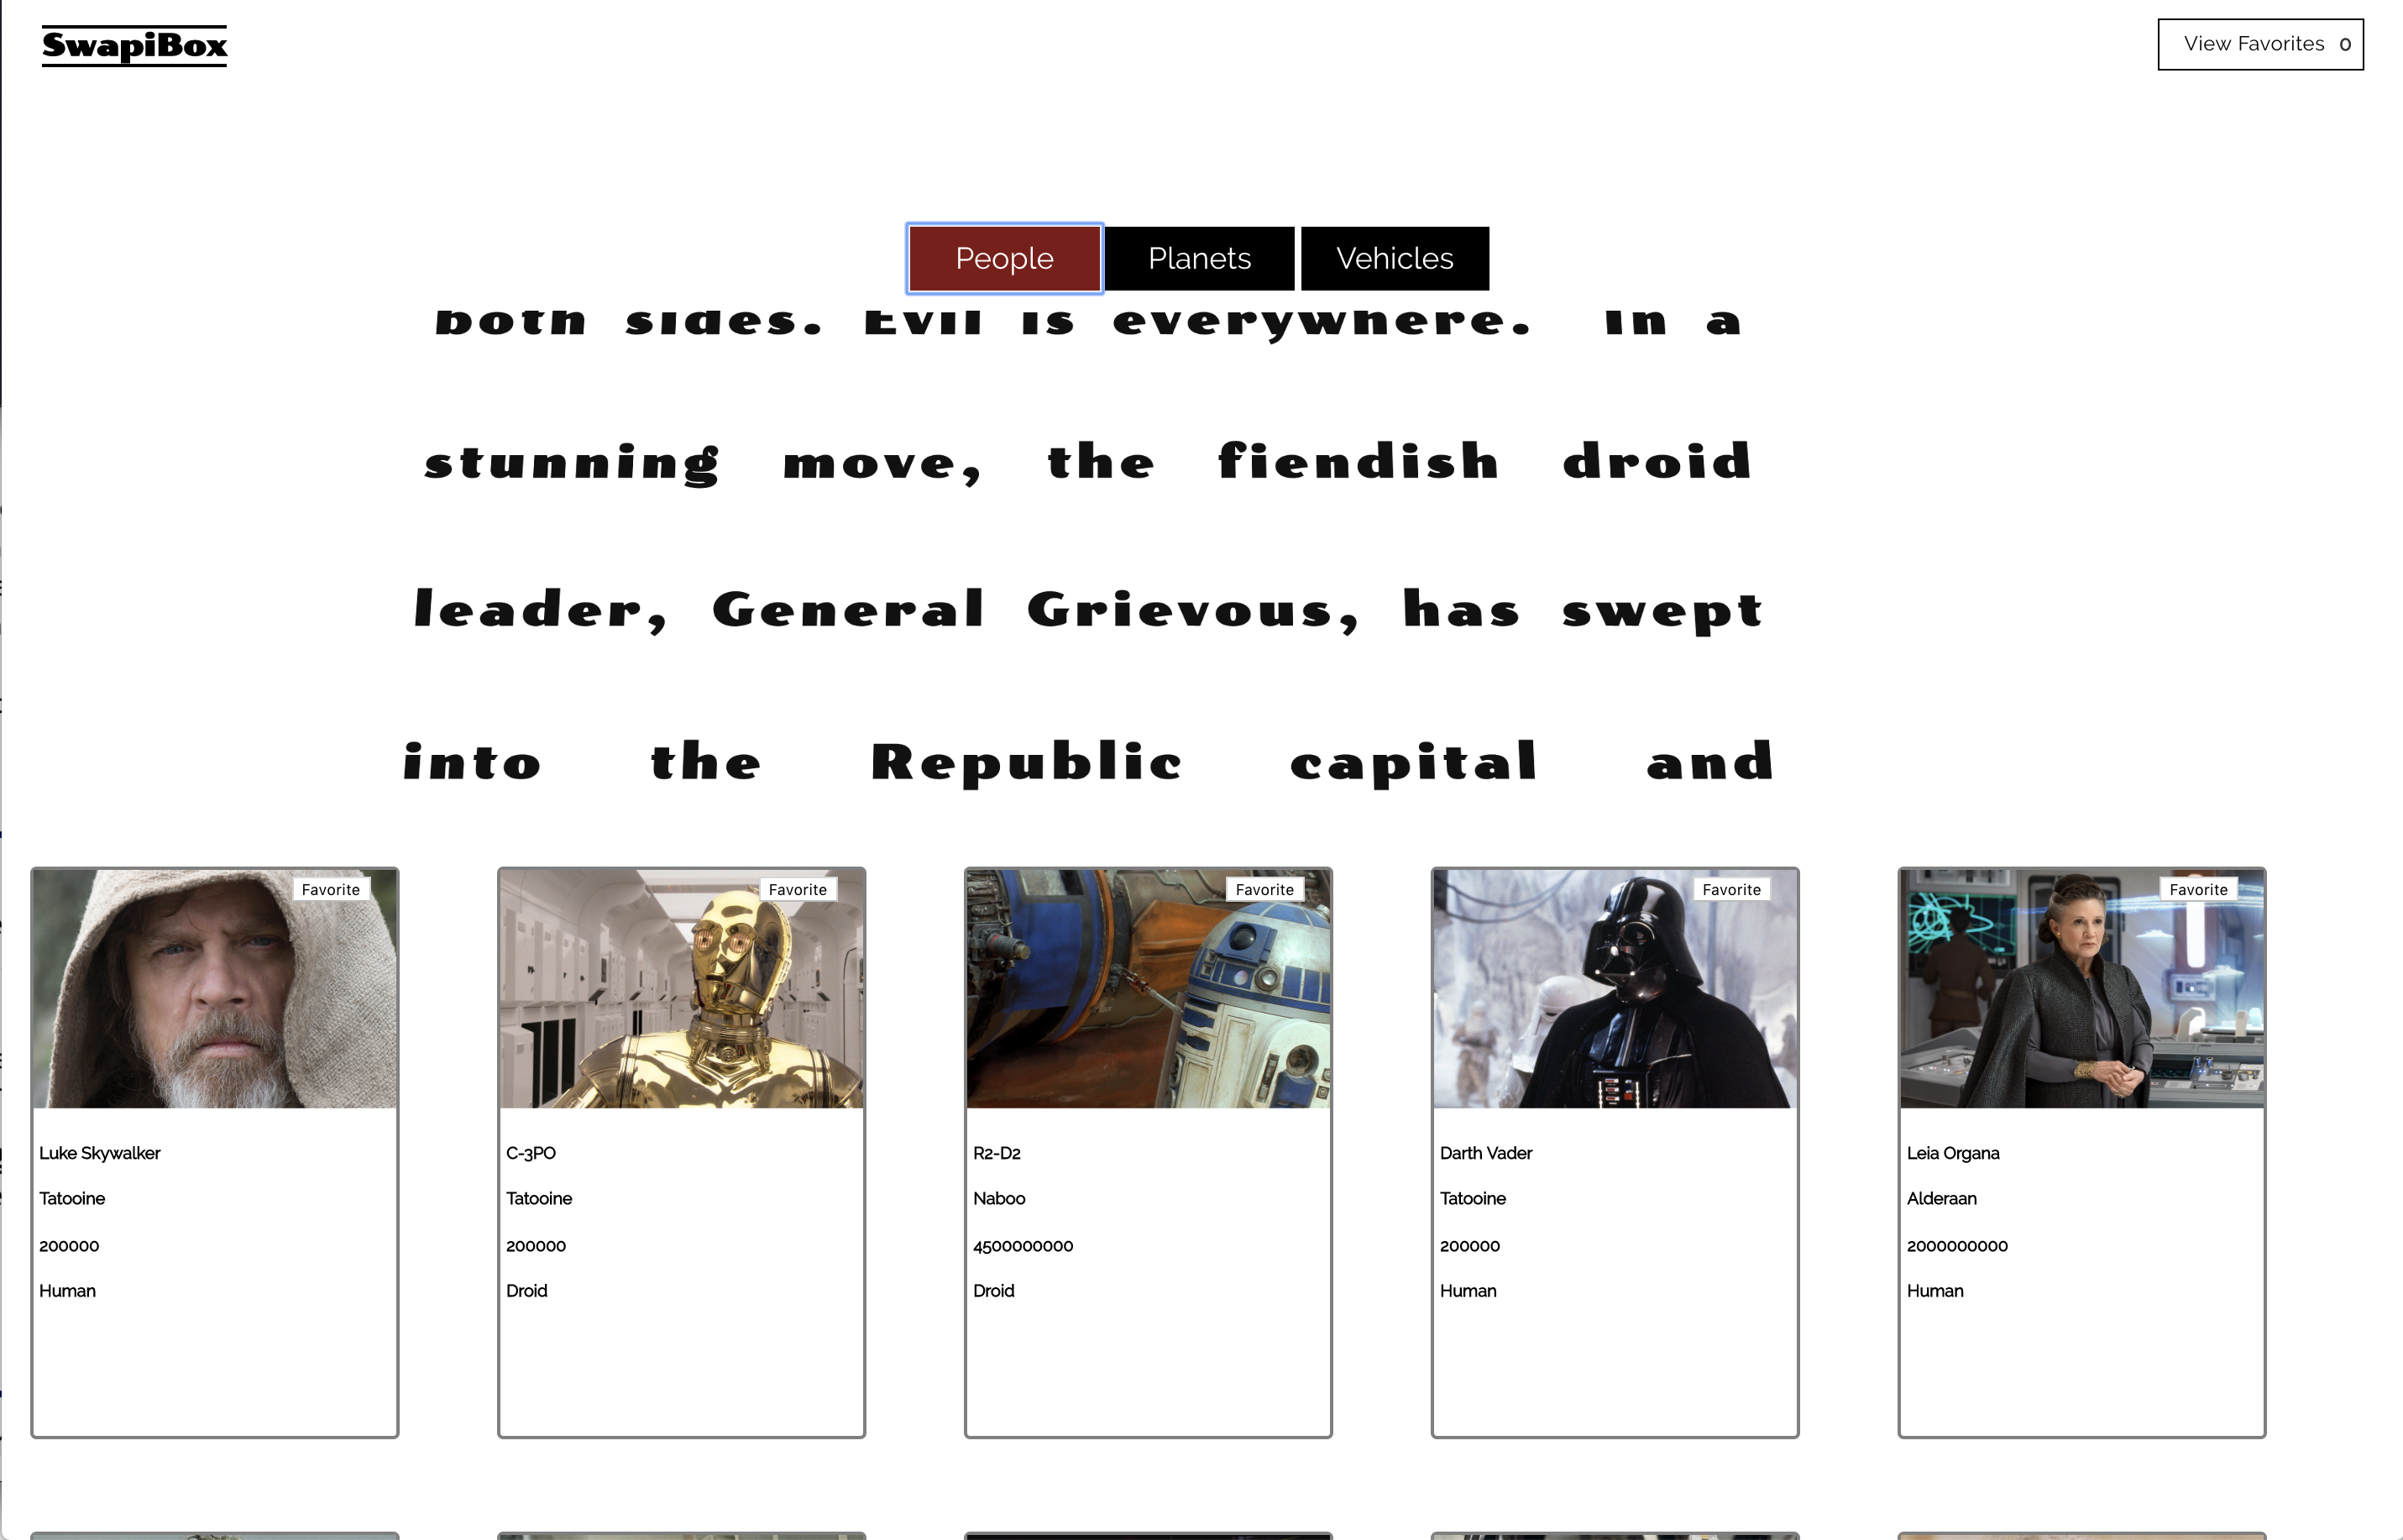 SwapiBox
View Favorites 0
People Planets Vehicles
both sides. Evil is everywhere. In a
stunning move, the fiendish droid
leader, General Grievous, has swept
into the Republic capital and
Favorite Favorite Favorite Favorite Favorite
Luke Skywalker C-3PO R2-D2 Darth Vader Leia Organa
Tatooine Tatooine Naboo Tatooine Alderaan
200000 200000 4500000000 200000 2000000000
Human Droid Droid Human Human